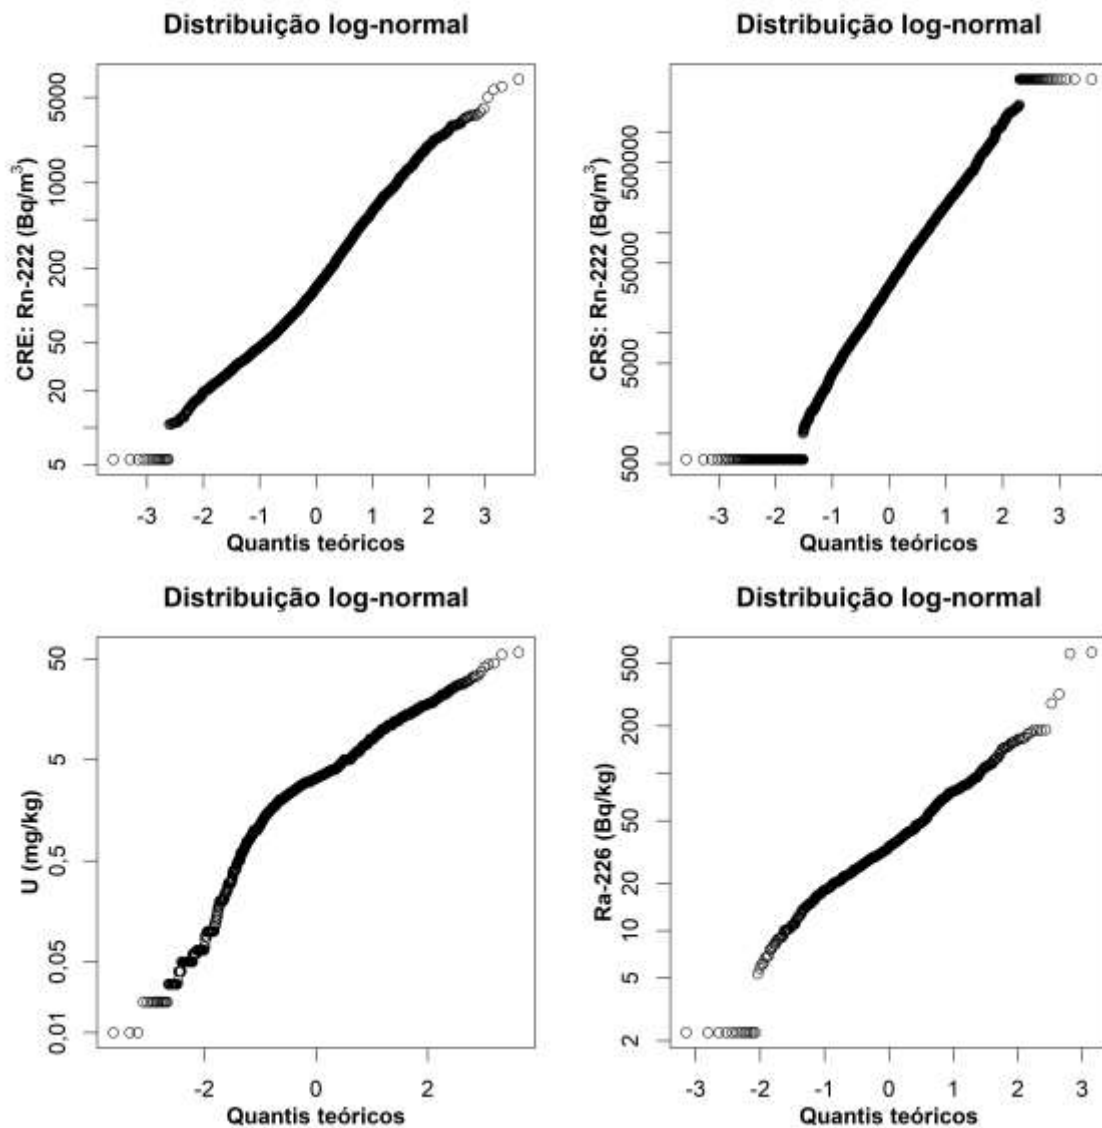 Distribuição log-normal
CRE: Rn-222 (Bq/m³)
5000
1000
200
50
20
5
-3 -2 -1 0 1 2 3
Quantis teóricos
Distribuição log-normal
CRS: Rn-222 (Bq/m³)
500000
50000
5000
500
-3 -2 -1 0 1 2 3
Quantis teóricos
Distribuição log-normal
U (mg/kg)
50
5
0,5
0,05
0,01
-2 0 2
Quantis teóricos
Distribuição log-normal
Ra-226 (Bq/kg)
500
200
50
20
10
5
2
-3 -2 -1 0 1 2 3
Quantis teóricos